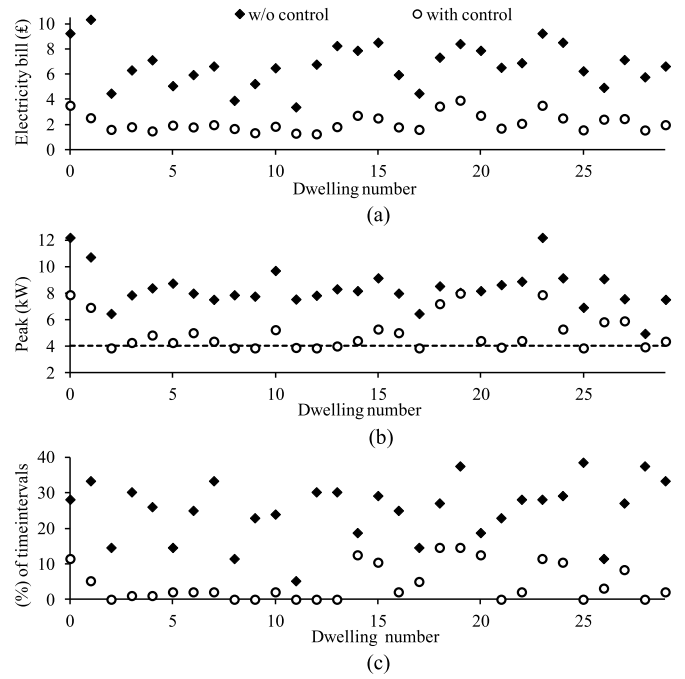 w/o control
with control
Electricity bill (£)
10
8
6
4
2
0
0 5 10 15 20 25
Dwelling number
(a)
Peak (kW)
12
10
8
6
4
2
0 5 10 15 20 25
Dwelling number
(b)
(%) of timeintervals
40
30
20
10
0
0 5 10 15 20 25
Dwelling number
(c)